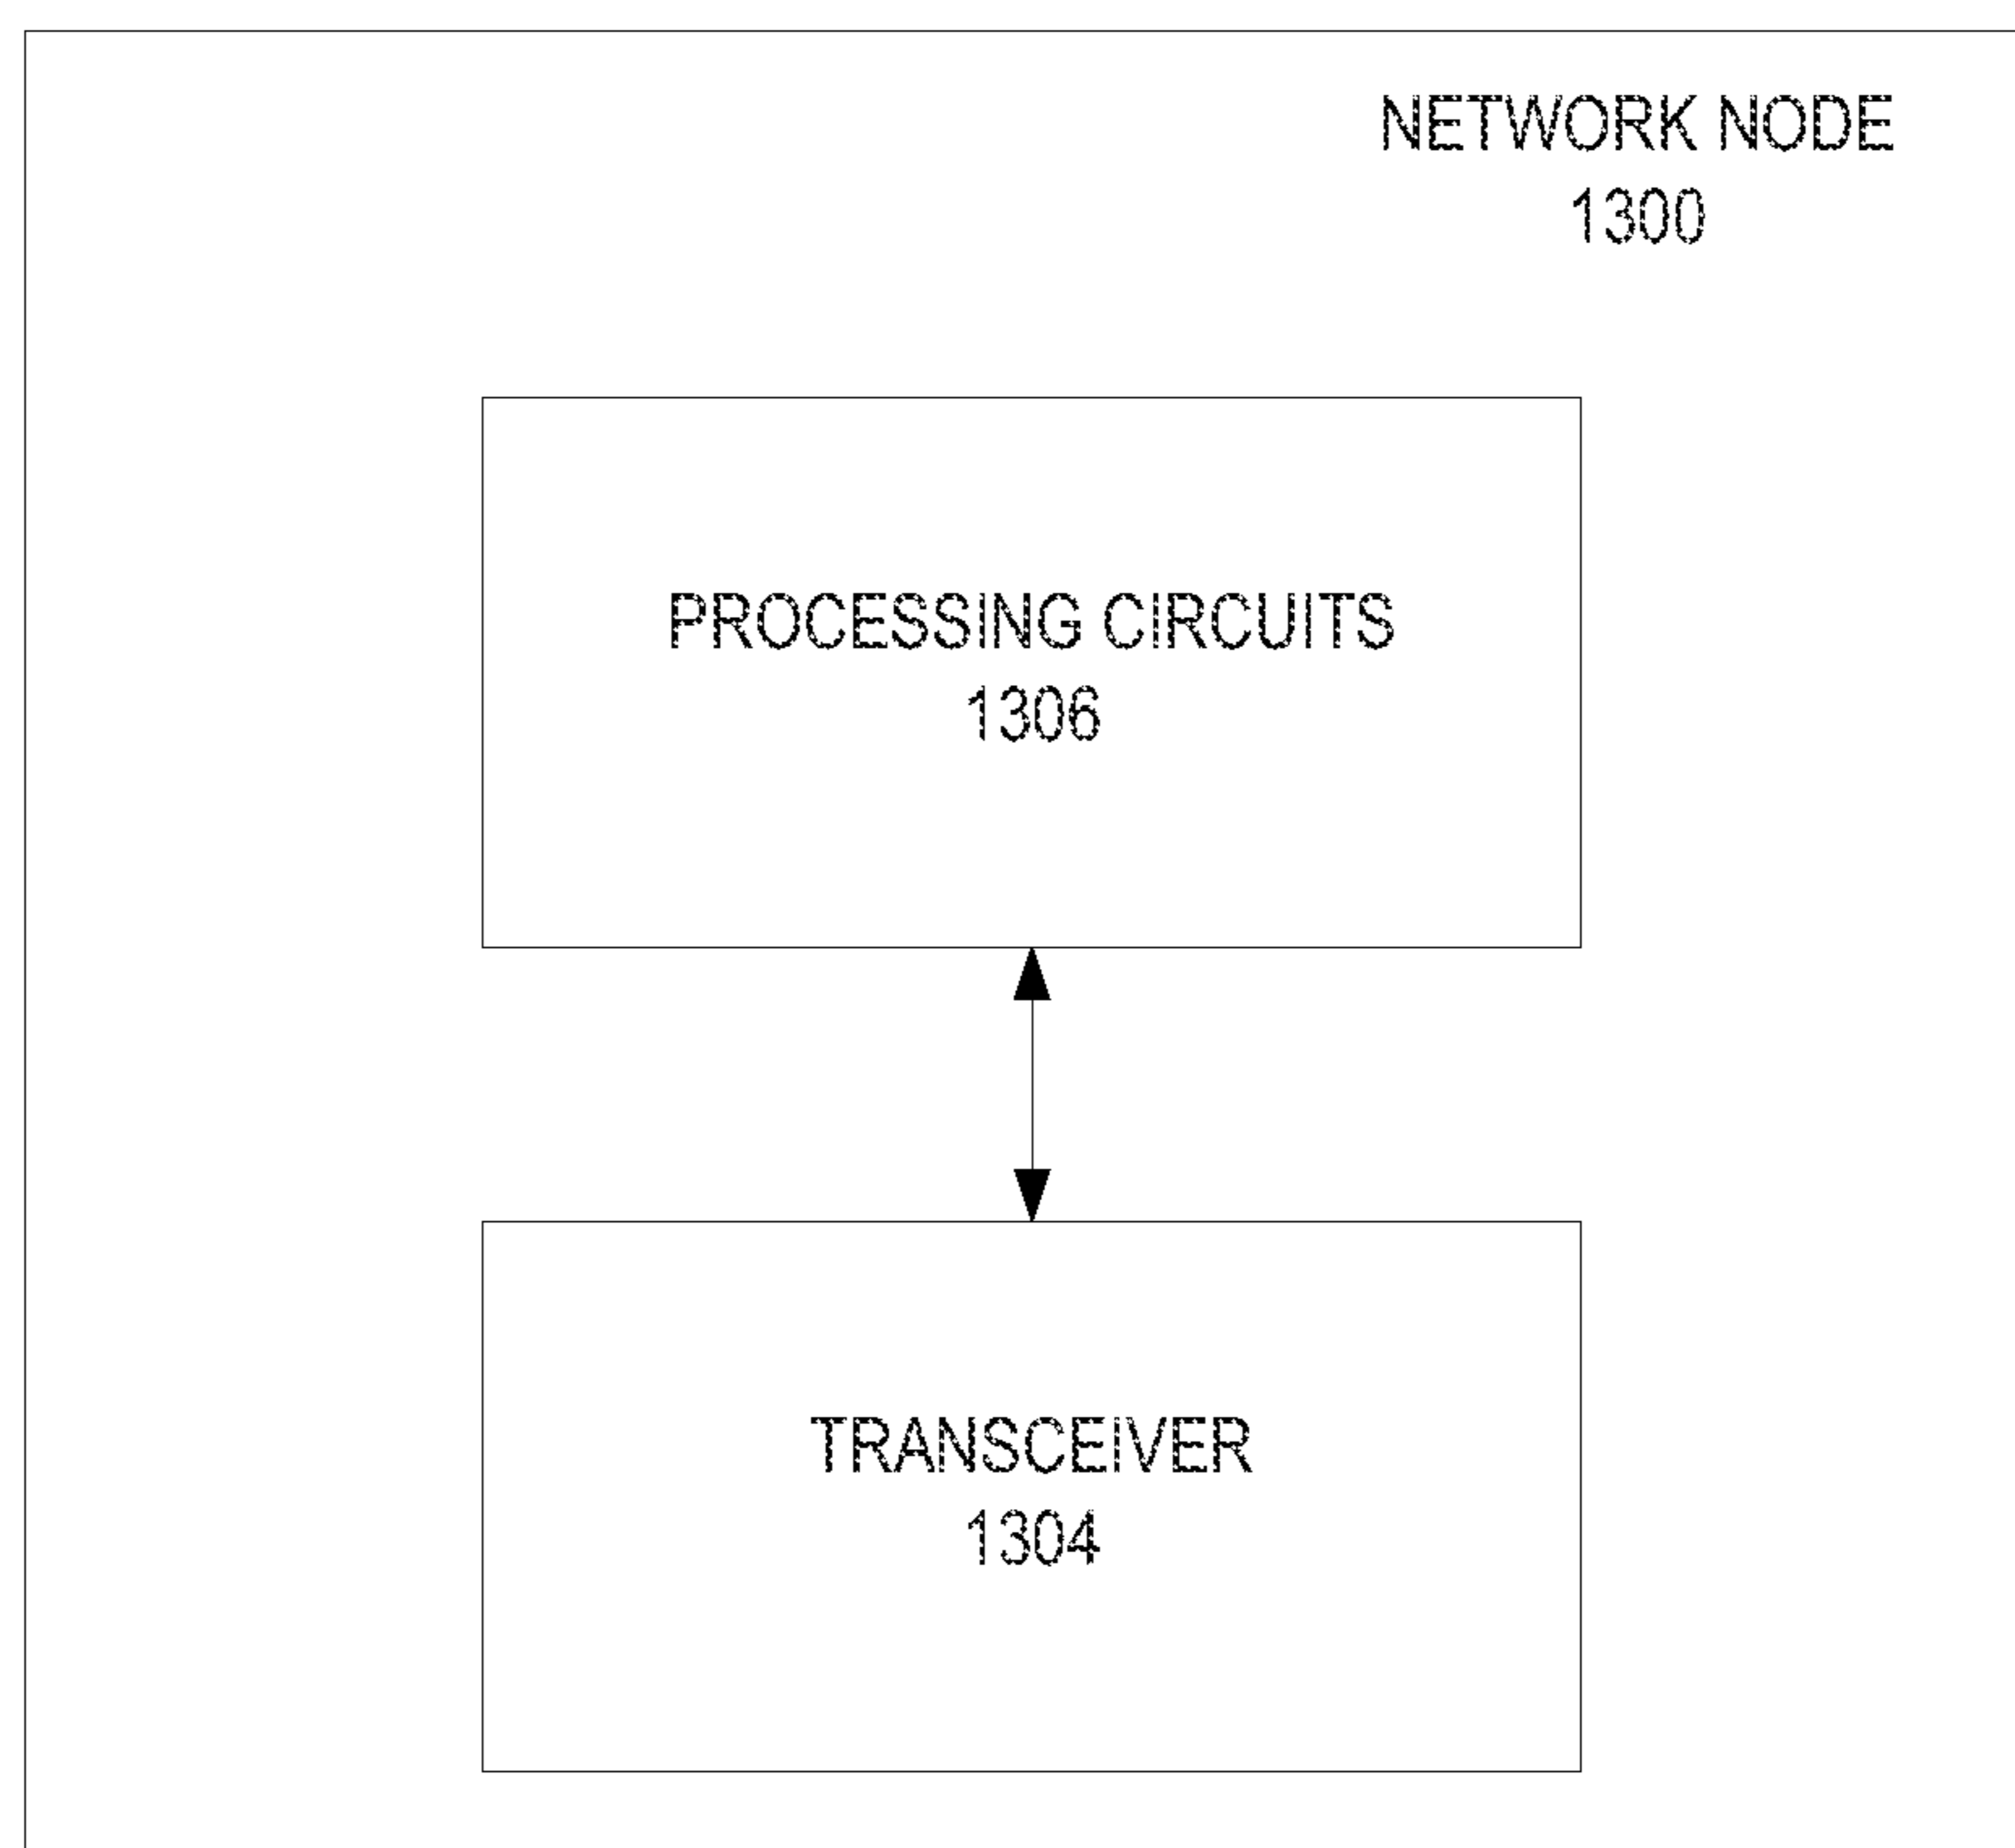 NETWORK NODE
1300
PROCESSING CIRCUITS
1306
TRANSCEIVER
1304